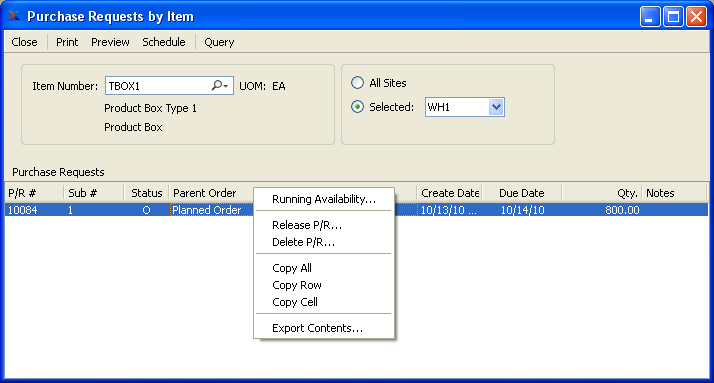 Purchase Requests by Item
Close Print Preview Schedule Query
Item Number: TBOX1 UOM: EA
Product Box Type 1
Product Box
All Sites
Selected: WH1
Purchase Requests
P/R # Sub # Status Parent Order Create Date Due Date Qty. Notes
10084 1 O Planned Order 10/13/10 ... 10/14/10 800.00
Running Availability...
Release P/R...
Delete P/R...
Copy All
Copy Row
Copy Cell
Export Contents...